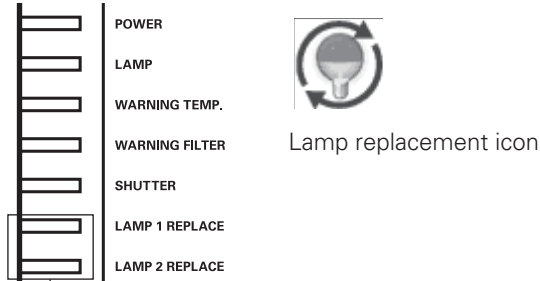 POWER
LAMP
WARNING TEMP.
WARNING FILTER
SHUTTER
LAMP 1 REPLACE
LAMP 2 REPLACE
Lamp replacement icon